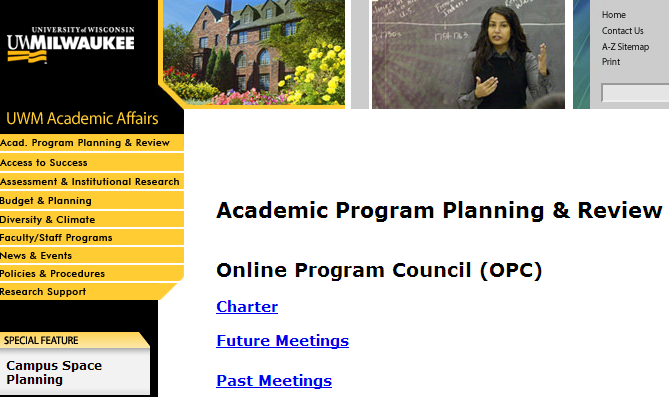 UNIVERSITY of WISCONSIN
UWMILWAUKEE
Home
Contact Us
A-Z Sitemap
Print
UWM Academic Affairs
Acad. Program Planning & Review
Access to Success
Assessment & Institutional Research
Budget & Planning
Diversity & Climate
Faculty/Staff Programs
News & Events
Policies & Procedures
Research Support
SPECIAL FEATURE
Campus Space
Planning
Academic Program Planning & Review
Online Program Council (OPC)
Charter
Future Meetings
Past Meetings